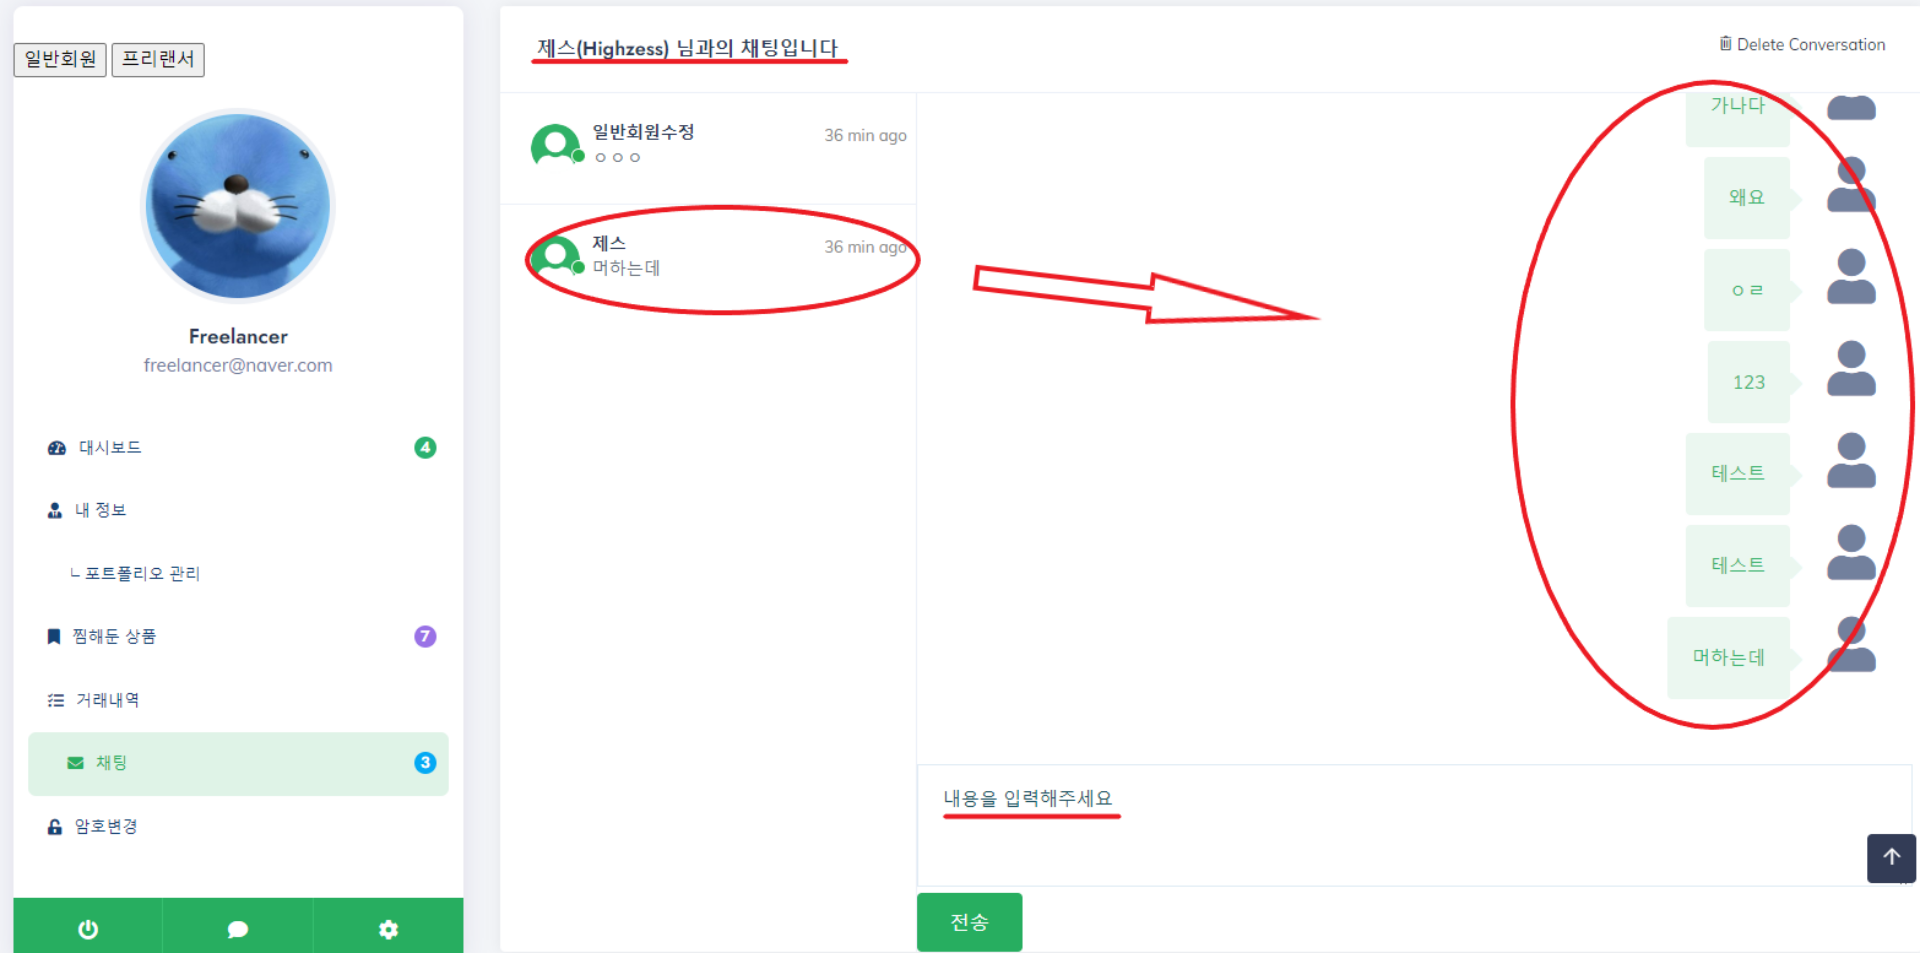 일반회원 프리랜서
Freelancer
freelancer@naver.com
대시보드 4
내 정보
ㄴ 포트폴리오 관리
찜해둔 상품 7
거래내역
채팅 3
암호변경
제스(Highzess) 님과의 채팅입니다
Delete Conversation
일반회원수정 36 min ago
ㅇㅇㅇ
제스 36 min ago
머하는데
가나다
왜요
ㅇㄹ
123
테스트
테스트
머하는데
내용을 입력해주세요
전송